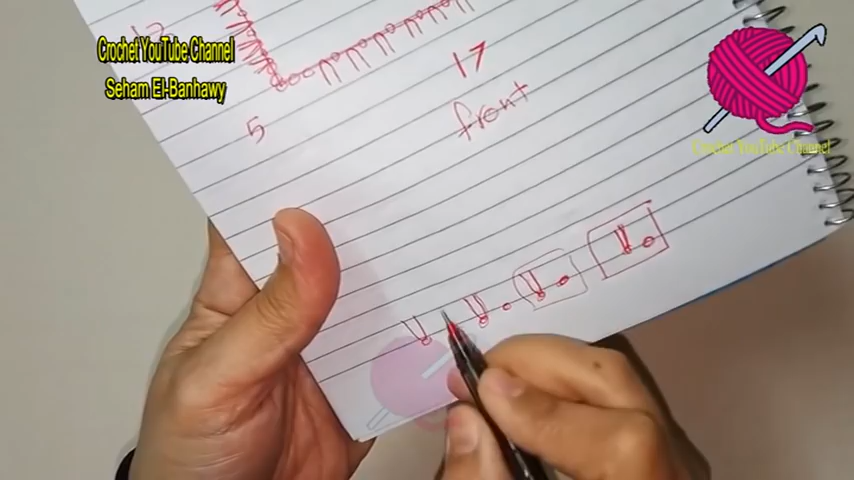 Crochet YouTube Channel
Seham El-Banhawy
Crochet YouTube Channel
17
5
front